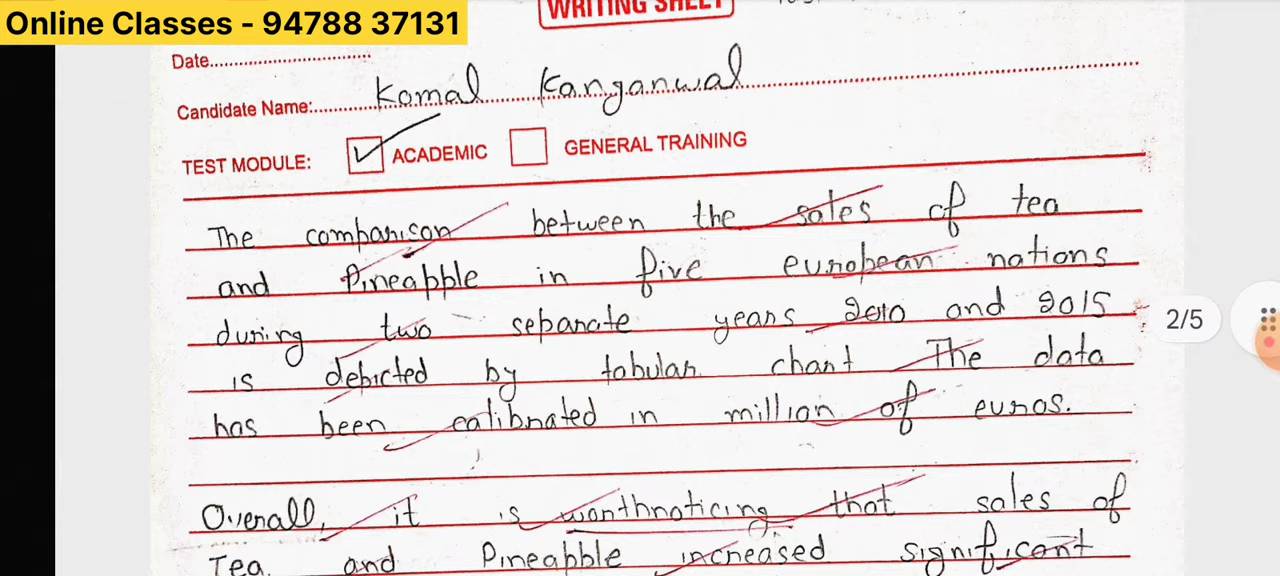 Online Classes - 94788 37131
WRITING SHEET
Date
Candidate Name: Komal Kanganwal
TEST MODULE: ACADEMIC GENERAL TRAINING
The comparison between the sales of tea
and Pineapple in five european nations
during two separate years 2010 and 2015
is depicted by tabular chart The data
has been calibrated in million of euros.
2/5
Overall, it is worthnoticing that sales of
Tea and Pineapple increased significant